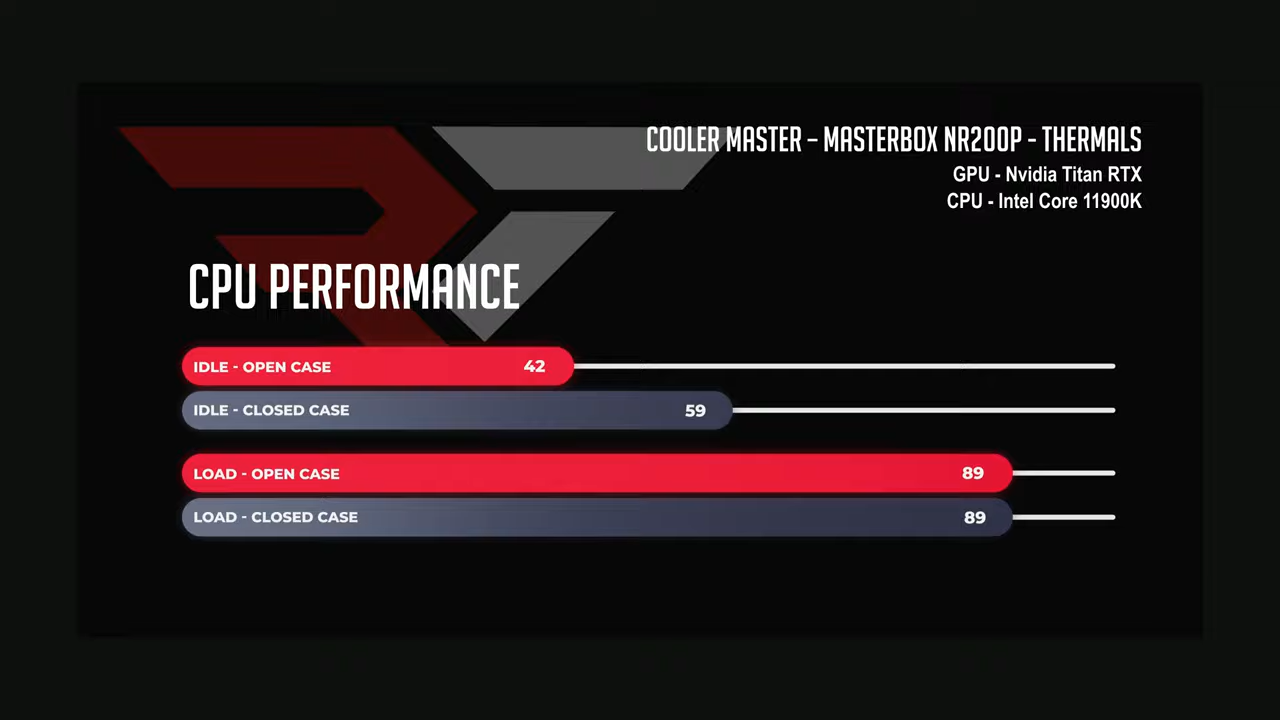 COOLER MASTER – MASTERBOX NR200P - THERMALS
GPU - Nvidia Titan RTX
CPU - Intel Core 11900K
CPU PERFORMANCE
IDLE - OPEN CASE 42
IDLE - CLOSED CASE 59
LOAD - OPEN CASE 89
LOAD - CLOSED CASE 89